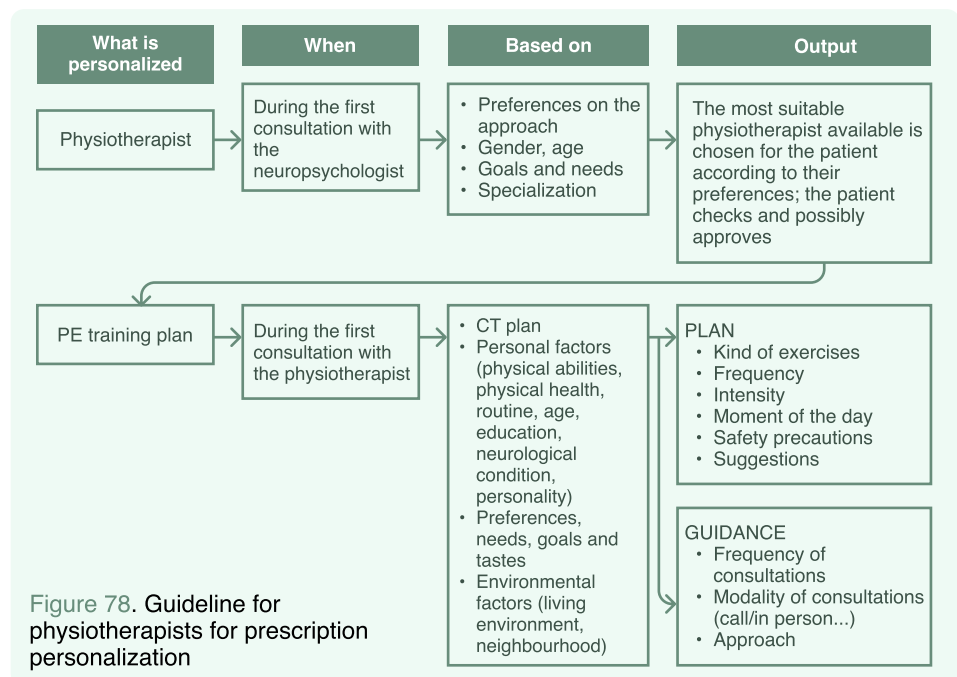 What is
personalized
When
Based on
Output
Physiotherapist
During the first
consultation with
the
neuropsychologist
• Preferences on the
approach
• Gender, age
• Goals and needs
• Specialization
The most suitable
physiotherapist available is
chosen for the patient
according to their
preferences; the patient
checks and possibly
approves
PE training plan
During the first
consultation with
the physiotherapist
• CT plan
• Personal factors
(physical abilities,
physical health,
routine, age,
education,
neurological
condition,
personality)
• Preferences,
needs, goals and
tastes
• Environmental
factors (living
environment,
neighbourhood)
PLAN
• Kind of exercises
• Frequency
• Intensity
• Moment of the day
• Safety precautions
• Suggestions
GUIDANCE
• Frequency of
consultations
• Modality of consultations
(call/in person...)
• Approach
Figure 78. Guideline for
physiotherapists for prescription
personalization